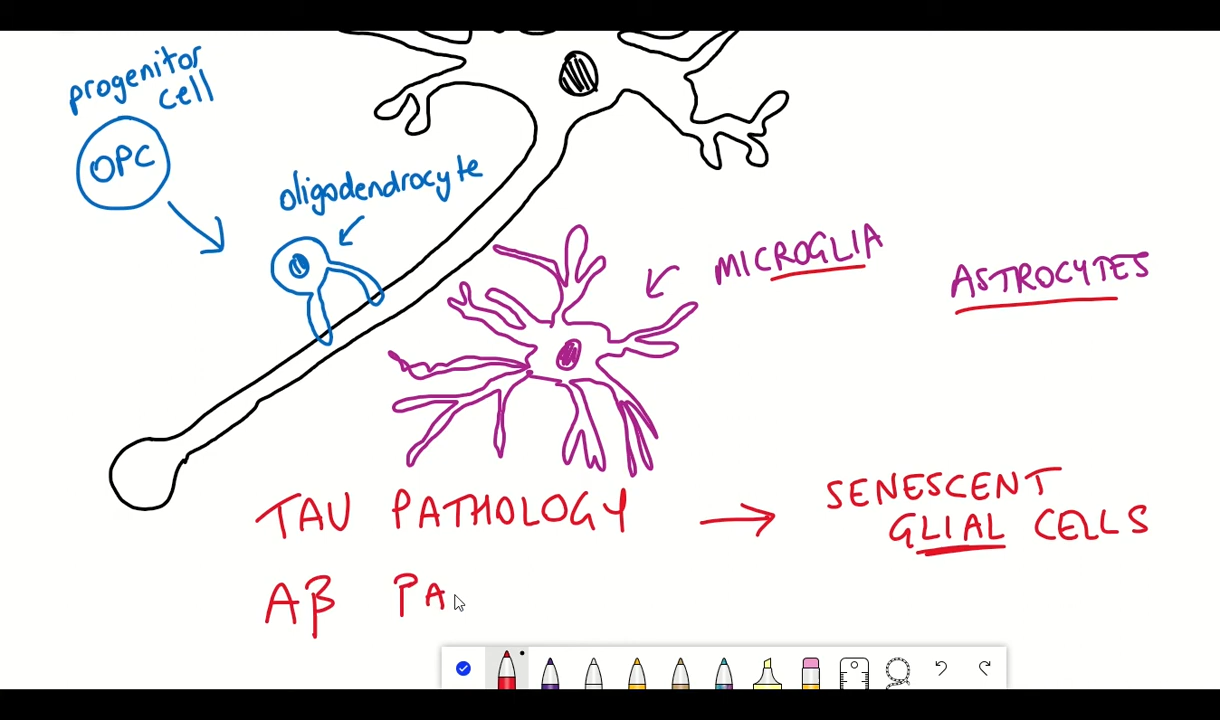 progenitor
cell
OPC
oligodendrocyte
MICROGLIA
ASTROCYTES
TAU PATHOLOGY → SENESCENT
GLIAL CELLS
Aβ PA